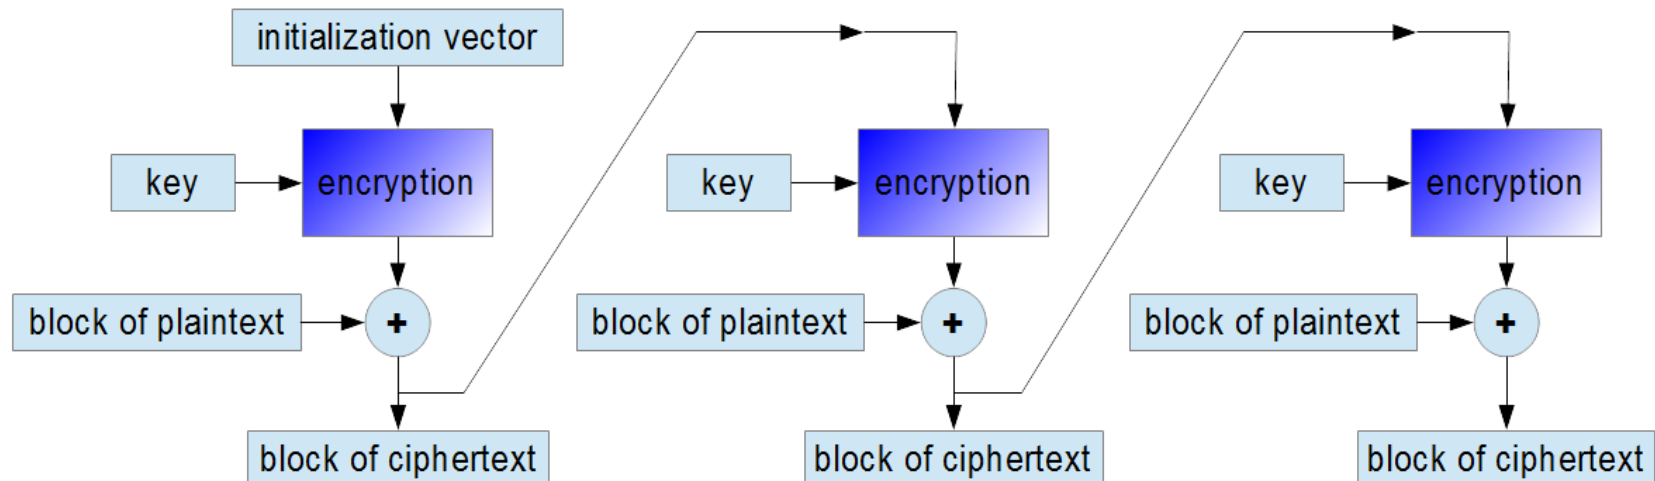 initialization vector
key
encryption
key
encryption
key
encryption
block of plaintext
+
block of plaintext
+
block of plaintext
+
block of ciphertext
block of ciphertext
block of ciphertext